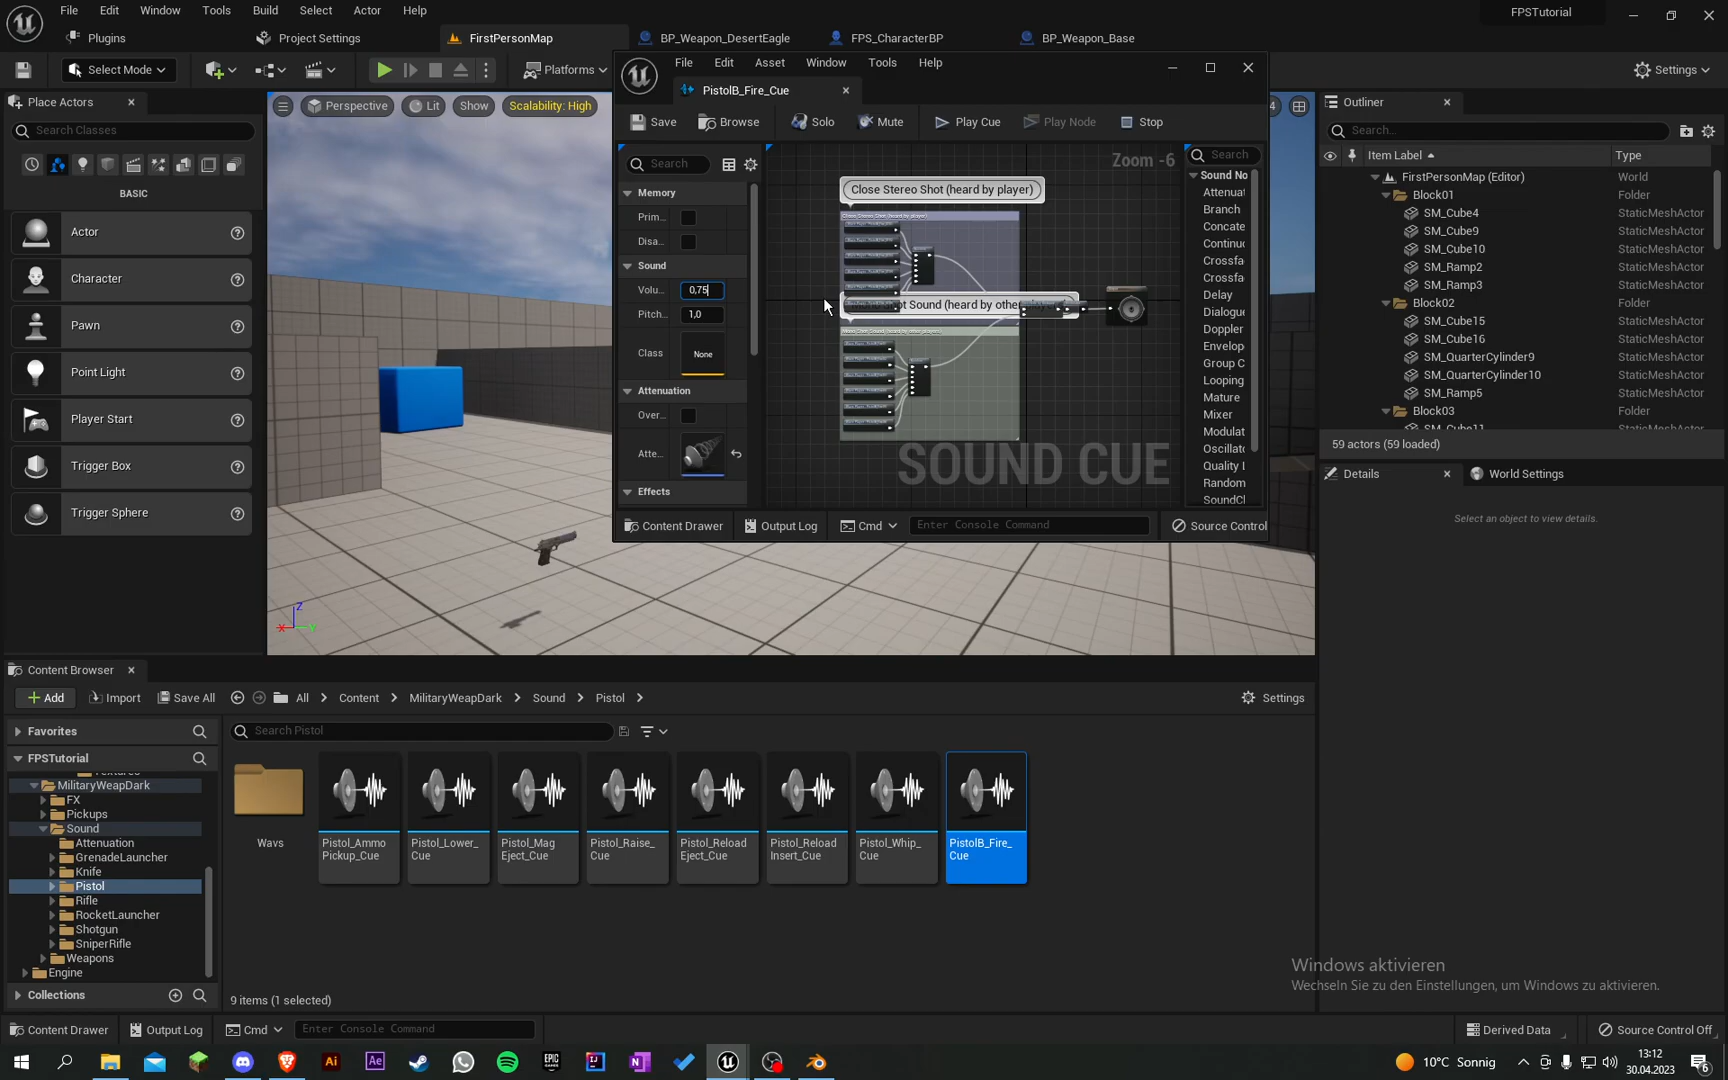 File Edit Window Tools Build Select Actor Help
FPSTutorial
Plugins
Project Settings
FirstPersonMap
BP_Weapon_DesertEagle
FPS_CharacterBP
BP_Weapon_Base
Select Mode
Platforms
Settings
File Edit Asset Window Tools Help
PistolB_Fire_Cue
Save
Browse
Solo
Mute
Play Cue
Play Node
Stop
Search
Memory
Prim...
Disa...
Sound
Volu... 0,75
Pitch... 1,0
Class
None
Attenuation
Over...
Atte...
Effects
Zoom -6
Close Stereo Shot (heard by player)
Close Stereo Shot (heard by player)
SOUND CUE
Search
Sound No
Attenuat
Branch
Concate
Continuo
Crossfa
Crossfa
Delay
Dialogue
Doppler
Envelop
Group C
Looping
Mature
Mixer
Modulat
Oscillato
Quality L
Random
SoundCl
Content Drawer
Output Log
Cmd
Enter Console Command
Source Control
Place Actors
Search Classes
BASIC
Actor
Character
Pawn
Point Light
Player Start
Trigger Box
Trigger Sphere
Perspective
Lit
Show
Scalability: High
4
Z
X
Y
Outliner
Search...
Item Label
Type
FirstPersonMap (Editor) World
Block01 Folder
SM_Cube4 StaticMeshActor
SM_Cube9 StaticMeshActor
SM_Cube10 StaticMeshActor
SM_Ramp2 StaticMeshActor
SM_Ramp3 StaticMeshActor
Block02 Folder
SM_Cube15 StaticMeshActor
SM_Cube16 StaticMeshActor
SM_QuarterCylinder9 StaticMeshActor
SM_QuarterCylinder10 StaticMeshActor
SM_Ramp5 StaticMeshActor
Block03 Folder
SM_Cube11 StaticMeshActor
59 actors (59 loaded)
Details
World Settings
Select an object to view details.
Content Browser
Add
Import
Save All
All
Content
MilitaryWeapDark
Sound
Pistol
Settings
Favorites
FPSTutorial
Textures
MilitaryWeapDark
FX
Pickups
Sound
Attenuation
GrenadeLauncher
Knife
Pistol
Rifle
RocketLauncher
Shotgun
SniperRifle
Weapons
Engine
Collections
Search Pistol
Wavs
Pistol_Ammo
Pickup_Cue
Pistol_Lower_
Cue
Pistol_Mag
Eject_Cue
Pistol_Raise_
Cue
Pistol_Reload
Eject_Cue
Pistol_Reload
Insert_Cue
Pistol_Whip_
Cue
PistolB_Fire_
Cue
9 items (1 selected)
Windows aktivieren
Wechseln Sie zu den Einstellungen, um Windows zu aktivieren.
Content Drawer
Output Log
Cmd
Enter Console Command
Derived Data
Source Control Off
10°C Sonnig
13:12
30.04.2023
6